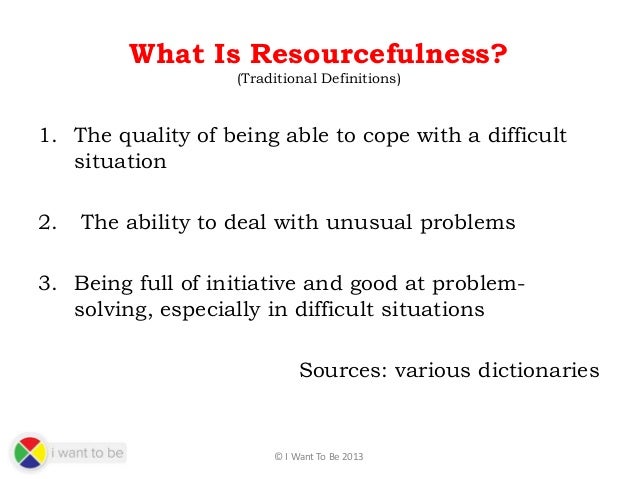 What Is Resourcefulness?
(Traditional Definitions)
1. The quality of being able to cope with a difficult
situation
2. The ability to deal with unusual problems
3. Being full of initiative and good at problem-
solving, especially in difficult situations
Sources: various dictionaries
i want to be
© I Want To Be 2013